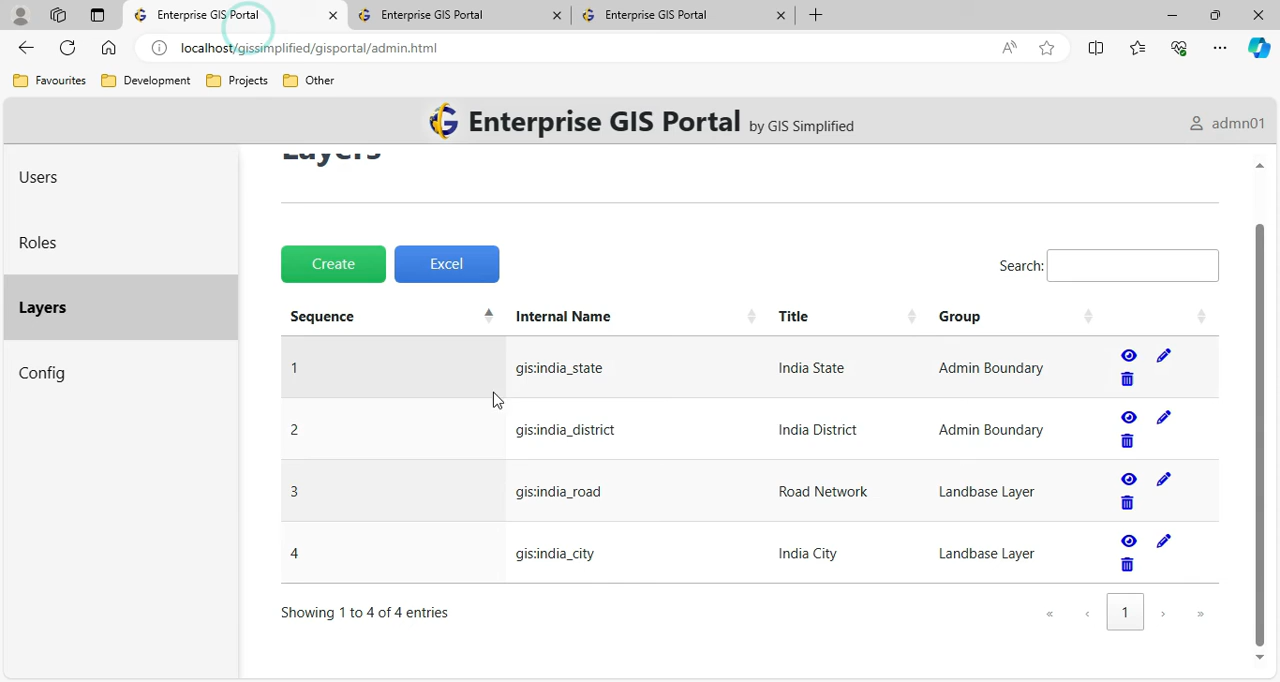 Enterprise GIS Portal
Enterprise GIS Portal
Enterprise GIS Portal
localhost/gissimplified/gisportal/admin.html
Favourites
Development
Projects
Other
Enterprise GIS Portal by GIS Simplified
admn01
Users
Roles
Layers
Config
Layers
Create
Excel
Search:
Sequence Internal Name Title Group
1 gis:india_state India State Admin Boundary
2 gis:india_district India District Admin Boundary
3 gis:india_road Road Network Landbase Layer
4 gis:india_city India City Landbase Layer
Showing 1 to 4 of 4 entries
« ‹ 1 › »